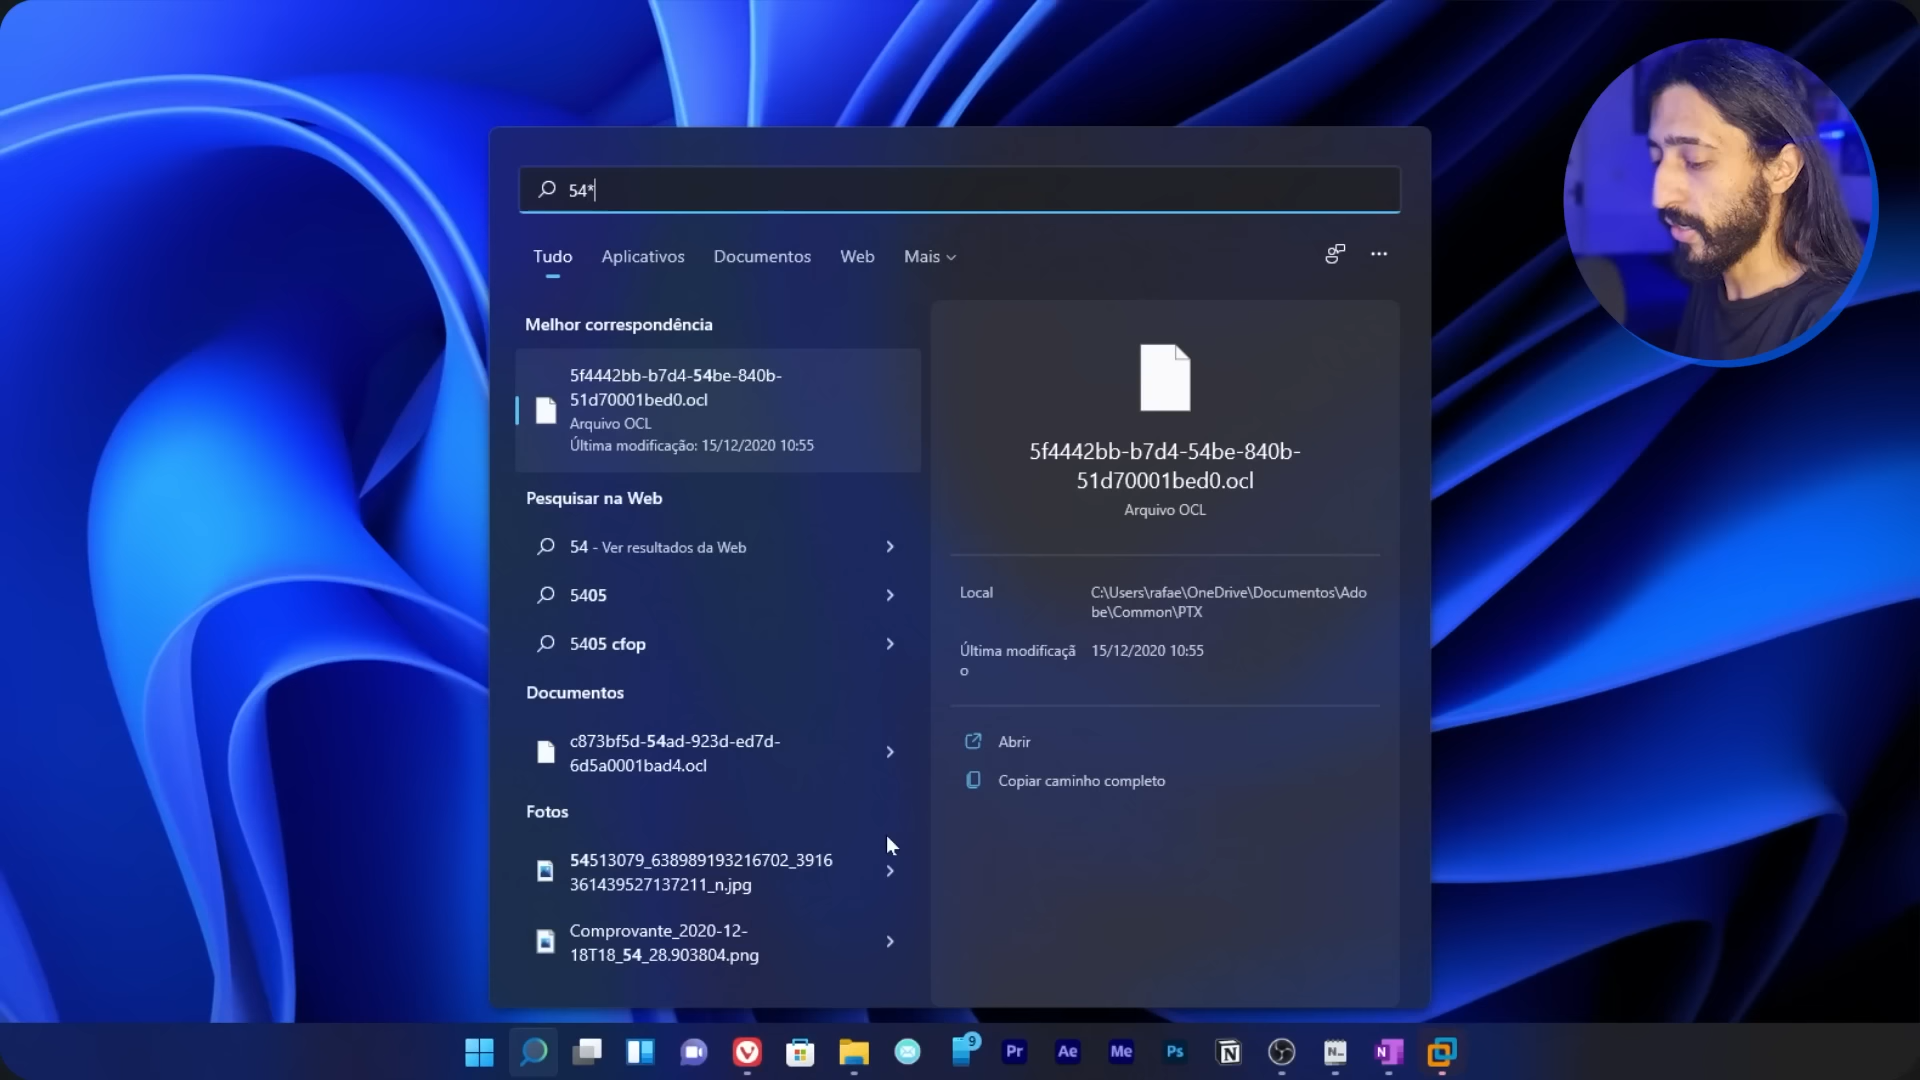 54*
Tudo Aplicativos Documentos Web Mais
Melhor correspondência
5f4442bb-b7d4-54be-840b-
51d70001bed0.ocl
Arquivo OCL
Última modificação: 15/12/2020 10:55
Pesquisar na Web
54 - Ver resultados da Web
5405
5405 cfop
Documentos
c873bf5d-54ad-923d-ed7d-
6d5a0001bad4.ocl
Fotos
54513079_638989193216702_3916
361439527137211_n.jpg
Comprovante_2020-12-
18T18_54_28.903804.png
5f4442bb-b7d4-54be-840b-
51d70001bed0.ocl
Arquivo OCL
Local C:\Users\rafae\OneDrive\Documentos\Ado
be\Common\PTX
Última modificaçã 15/12/2020 10:55
o
Abrir
Copiar caminho completo
9 Pr Ae Me Ps N N N